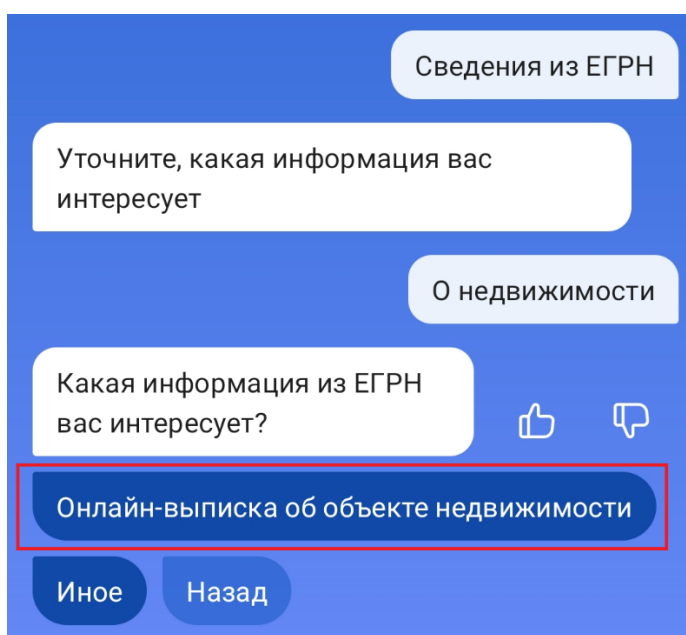 Сведения из ЕГРН
Уточните, какая информация вас
интересует
О недвижимости
Какая информация из ЕГРН
вас интересует?
Онлайн-выписка об объекте недвижимости
Иное
Назад